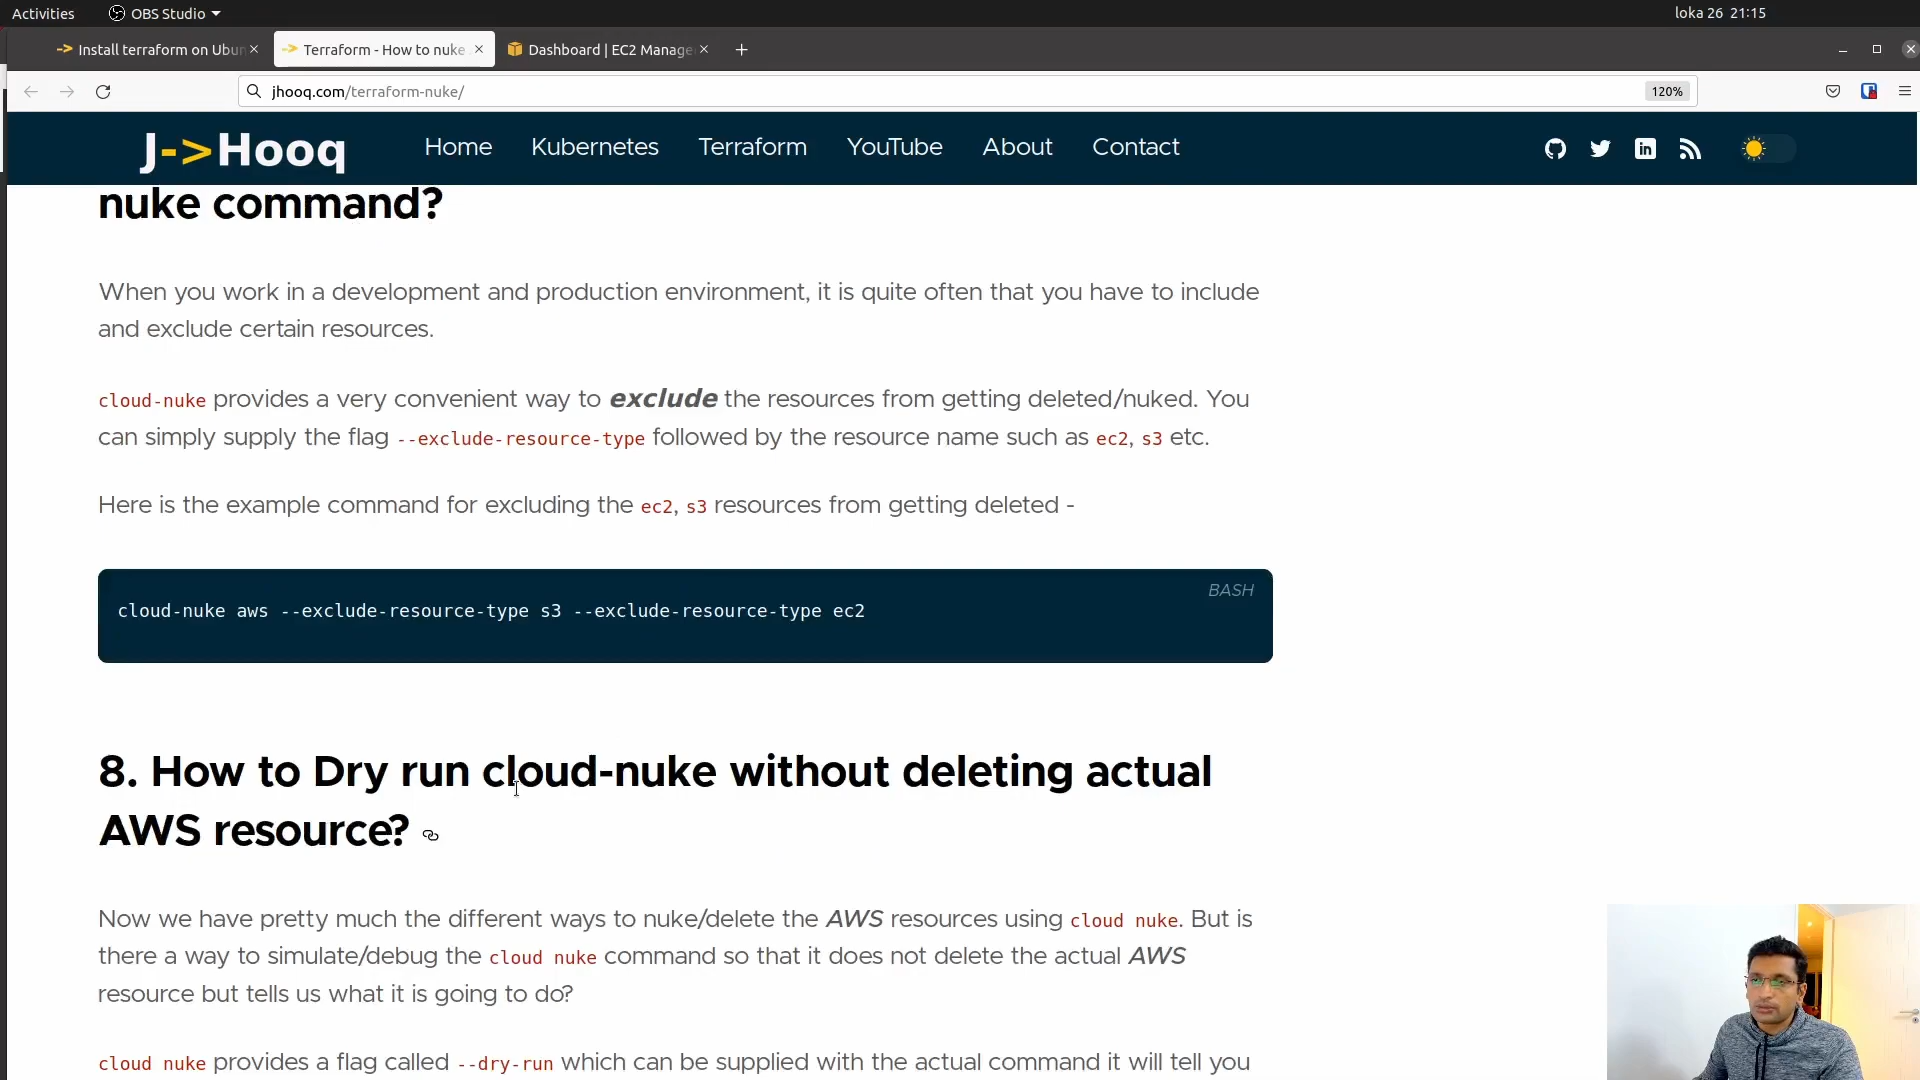 Activities
OBS Studio
loka 26 21:15
Install terraform on Ubun
Terraform - How to nuke
Dashboard | EC2 Manage
jhooq.com/terraform-nuke/
120%
J->Hooq
Home
Kubernetes
Terraform
YouTube
About
Contact
nuke command?
When you work in a development and production environment, it is quite often that you have to include
and exclude certain resources.
cloud-nuke provides a very convenient way to exclude the resources from getting deleted/nuked. You
can simply supply the flag --exclude-resource-type followed by the resource name such as ec2, s3 etc.
Here is the example command for excluding the ec2, s3 resources from getting deleted -
BASH
cloud-nuke aws --exclude-resource-type s3 --exclude-resource-type ec2
8. How to Dry run cloud-nuke without deleting actual
AWS resource?
Now we have pretty much the different ways to nuke/delete the AWS resources using cloud nuke. But is
there a way to simulate/debug the cloud nuke command so that it does not delete the actual AWS
resource but tells us what it is going to do?
cloud nuke provides a flag called --dry-run which can be supplied with the actual command it will tell you